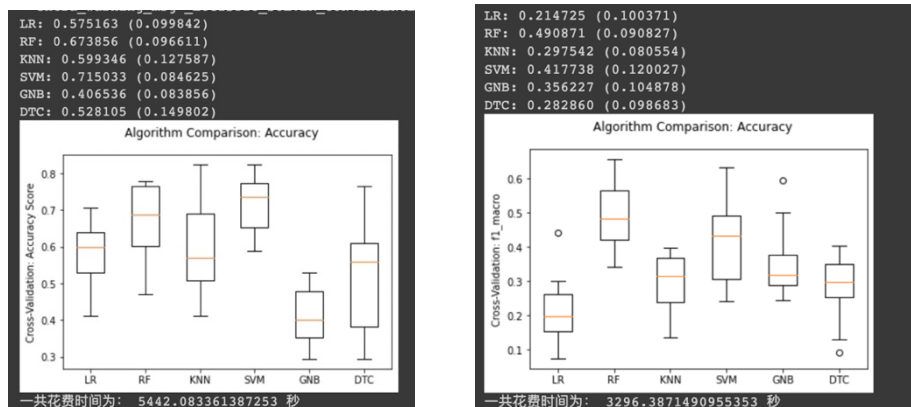 LR: 0.575163 (0.099842)
RF: 0.673856 (0.096611)
KNN: 0.599346 (0.127587)
SVM: 0.715033 (0.084625)
GNB: 0.406536 (0.083856)
DTC: 0.528105 (0.149802)
Algorithm Comparison: Accuracy
Cross-Validation: Accuracy Score
0.8
0.7
0.6
0.5
0.4
0.3
LR RF KNN SVM GNB DTC
一共花费时间为： 5442.083361387253 秒
LR: 0.214725 (0.100371)
RF: 0.490871 (0.090827)
KNN: 0.297542 (0.080554)
SVM: 0.417738 (0.120027)
GNB: 0.356227 (0.104878)
DTC: 0.282860 (0.098683)
Algorithm Comparison: Accuracy
Cross-Validation: f1_macro
0.6
0.5
0.4
0.3
0.2
0.1
LR RF KNN SVM GNB DTC
一共花费时间为： 3296.3871490955353 秒